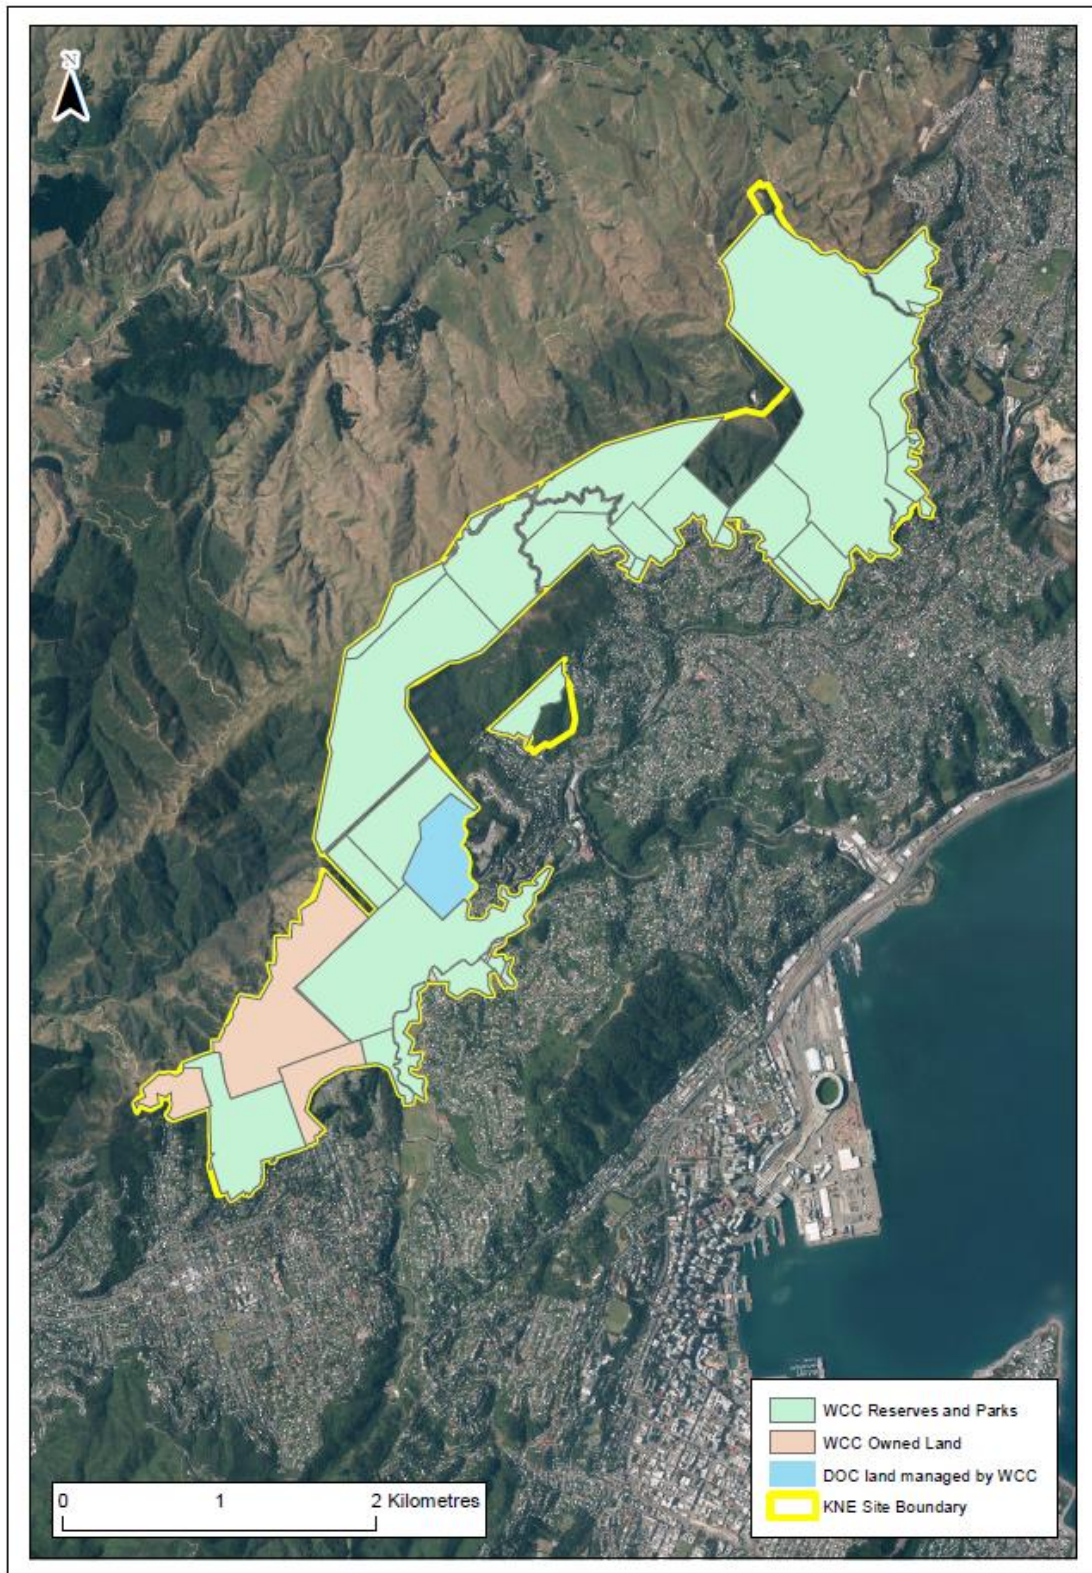 N
WCC Reserves and Parks
WCC Owned Land
DOC land managed by WCC
KNE Site Boundary
0 1 2 Kilometres